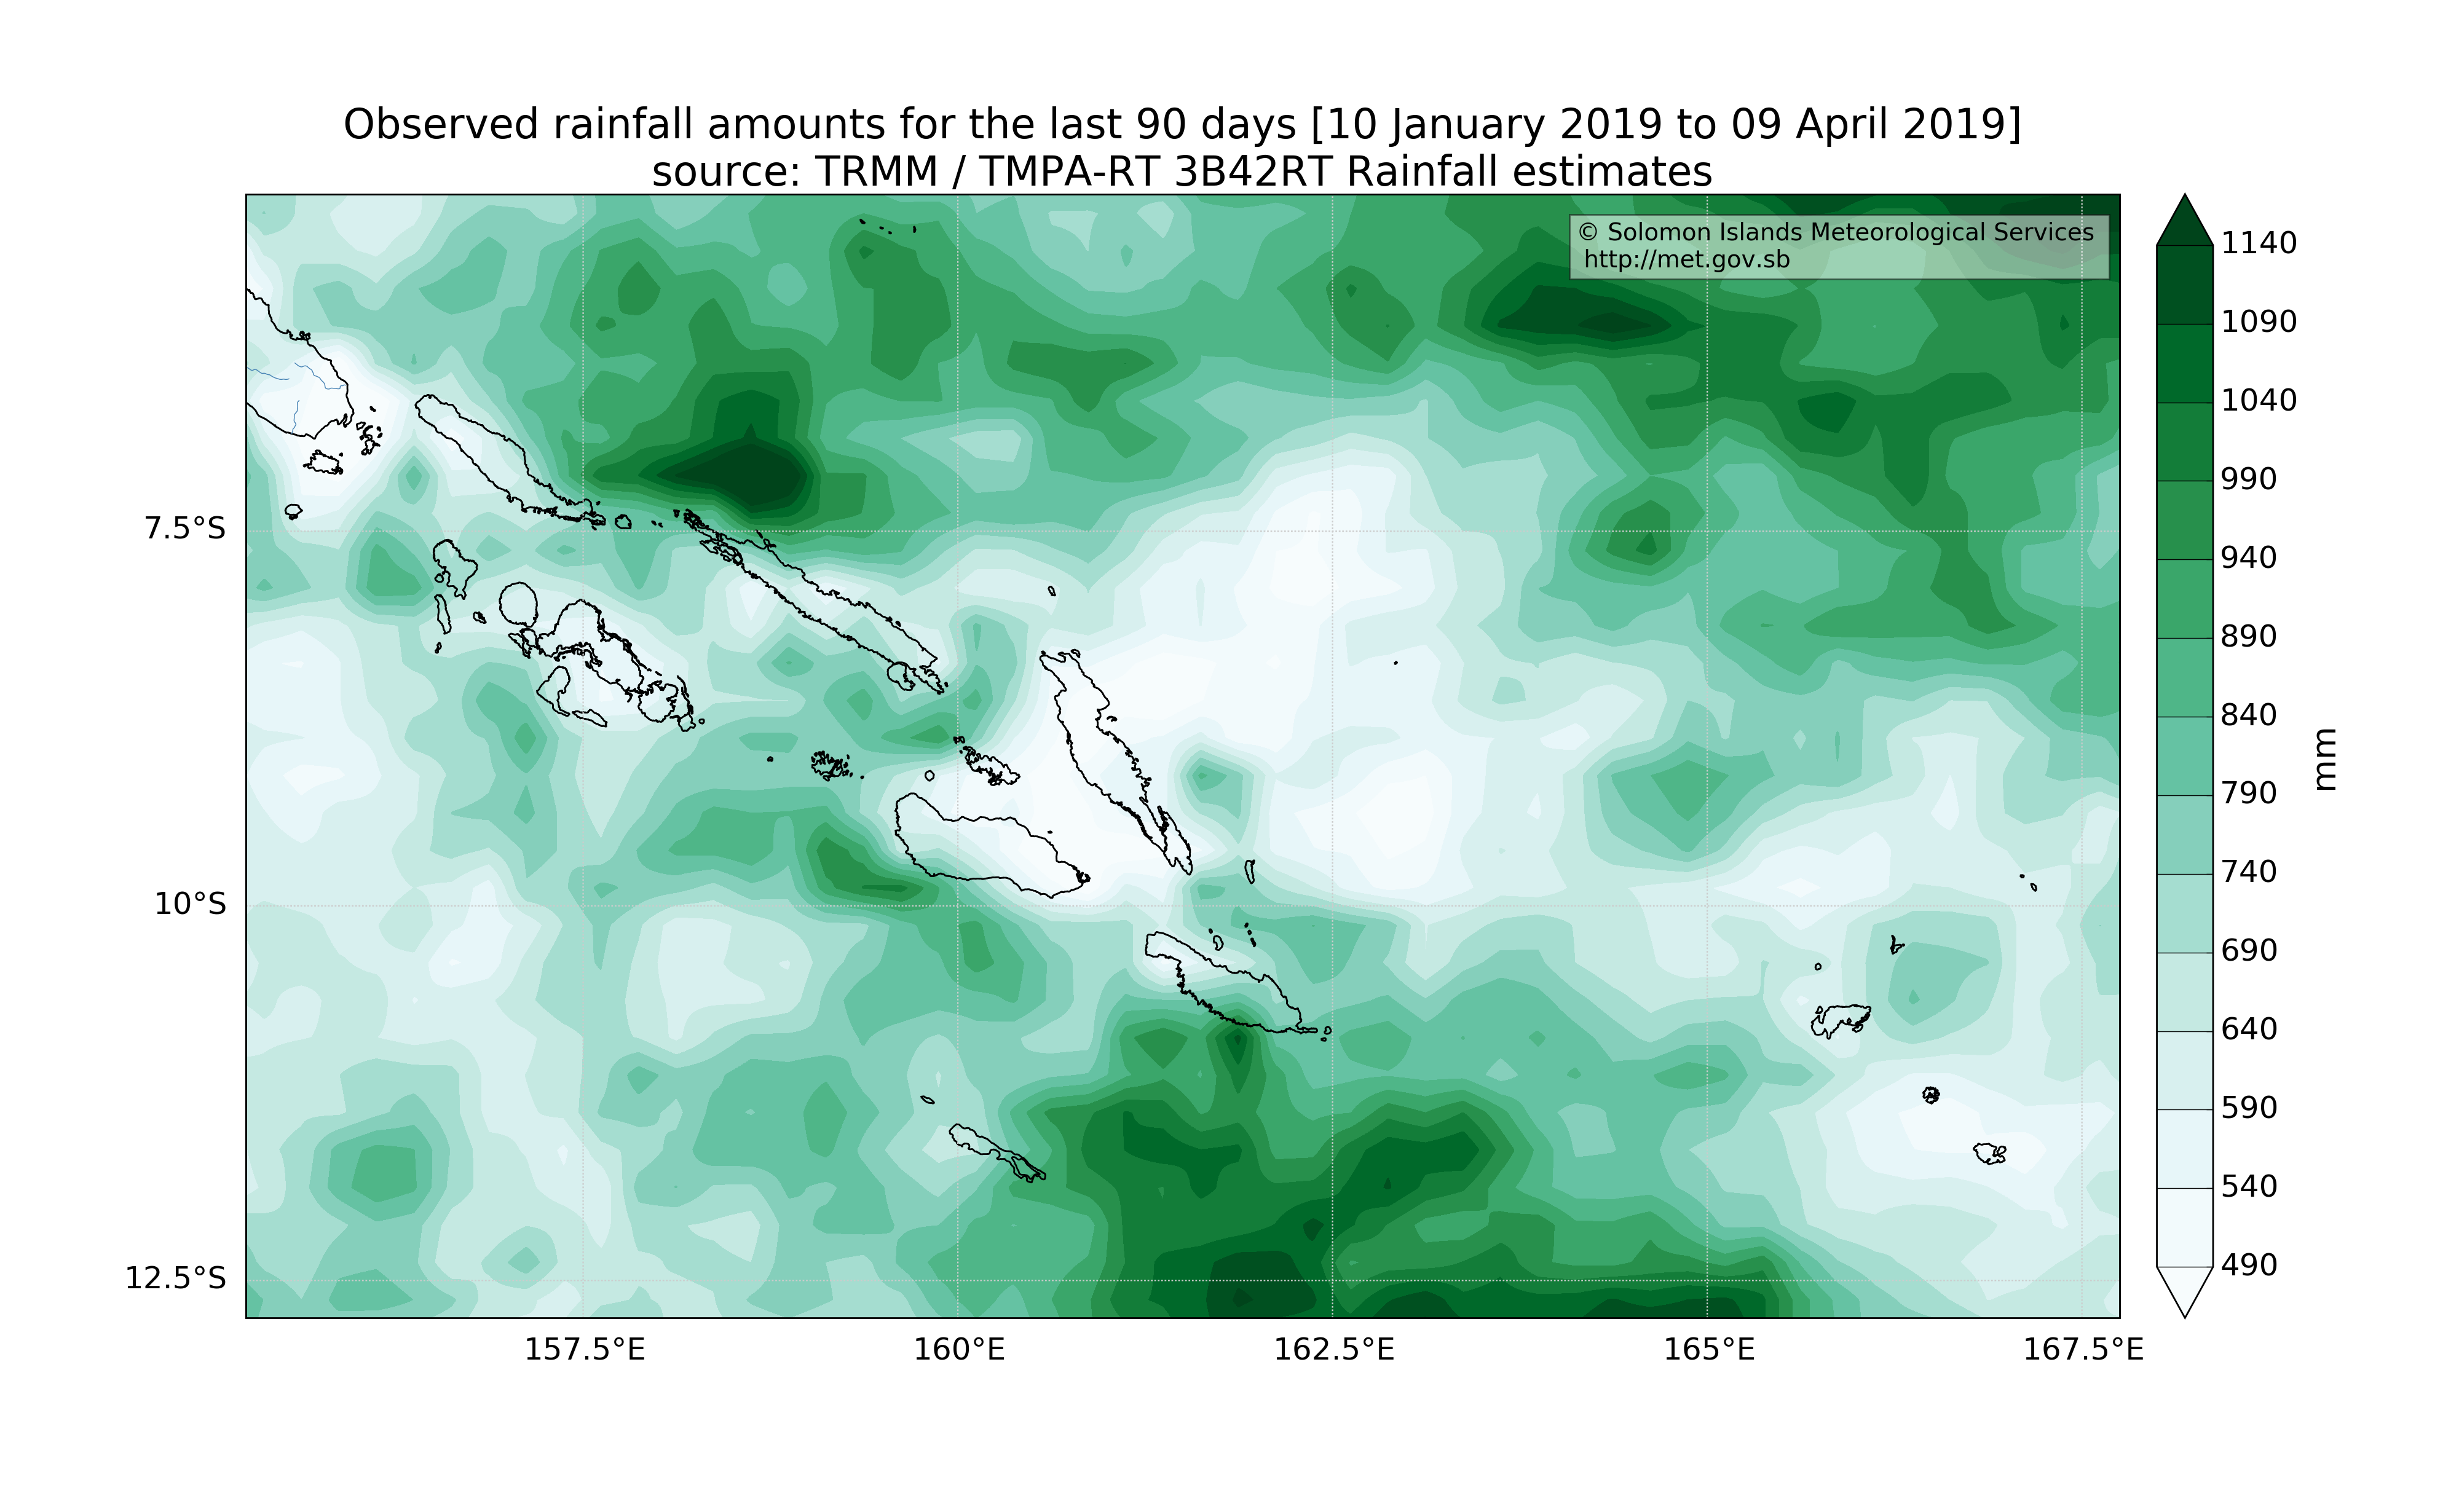 Observed rainfall amounts for the last 90 days [10 January 2019 to 09 April 2019]
source: TRMM / TMPA-RT 3B42RT Rainfall estimates
© Solomon Islands Meteorological Services
http://met.gov.sb
7.5°S
10°S
12.5°S
157.5°E
160°E
162.5°E
165°E
167.5°E
1140
1090
1040
990
940
890
840
790
740
690
640
590
540
490
mm